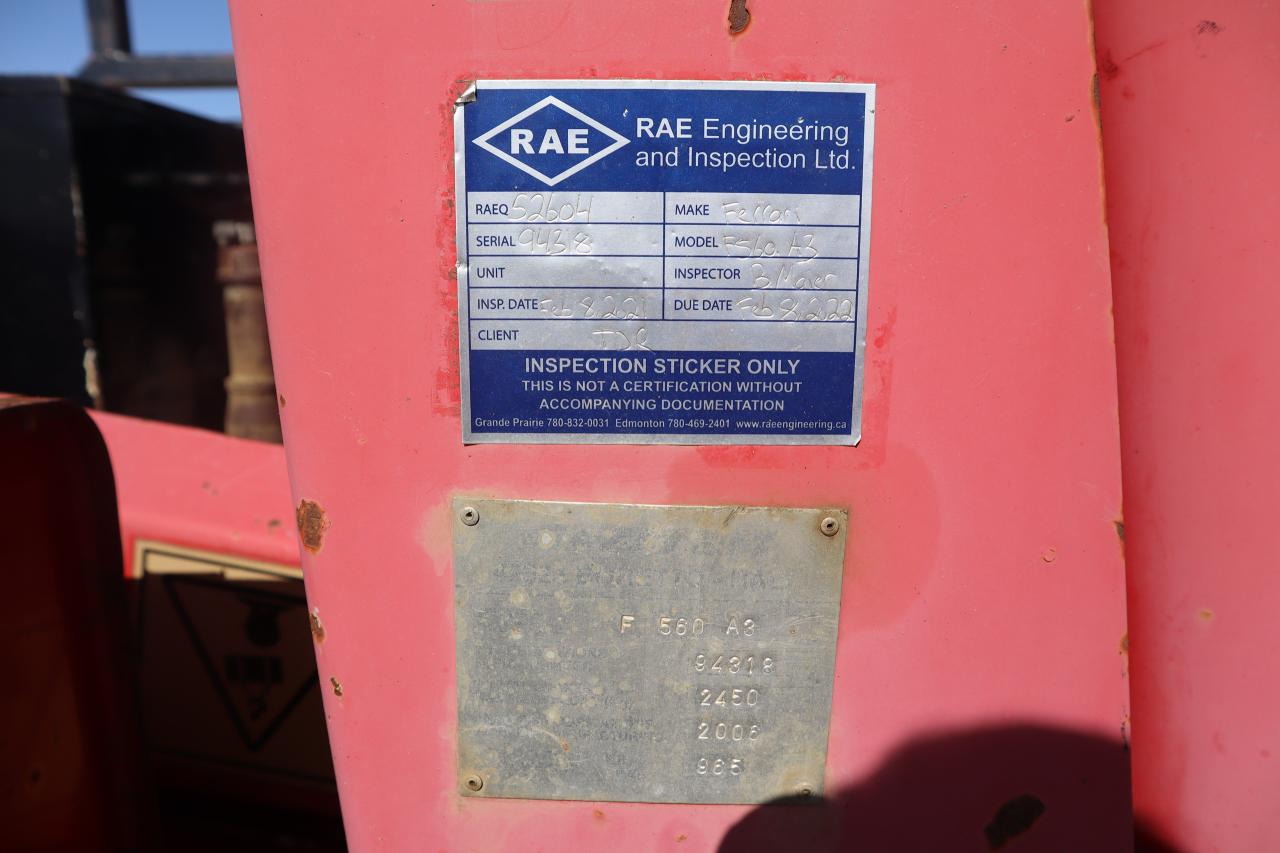 RAE
RAE Engineering
and Inspection Ltd.
RAEQ 52604 MAKE Ferrari
SERIAL 94318 MODEL F560 A3
UNIT INSPECTOR B. Maier
INSP. DATE Feb 8, 2021 DUE DATE Feb 8, 2022
CLIENT TDR
INSPECTION STICKER ONLY
THIS IS NOT A CERTIFICATION WITHOUT
ACCOMPANYING DOCUMENTATION
Grande Prairie 780-832-0031 Edmonton 780-469-2401 www.raeengineering.ca
F 560 A3
94318
2450
2006
965